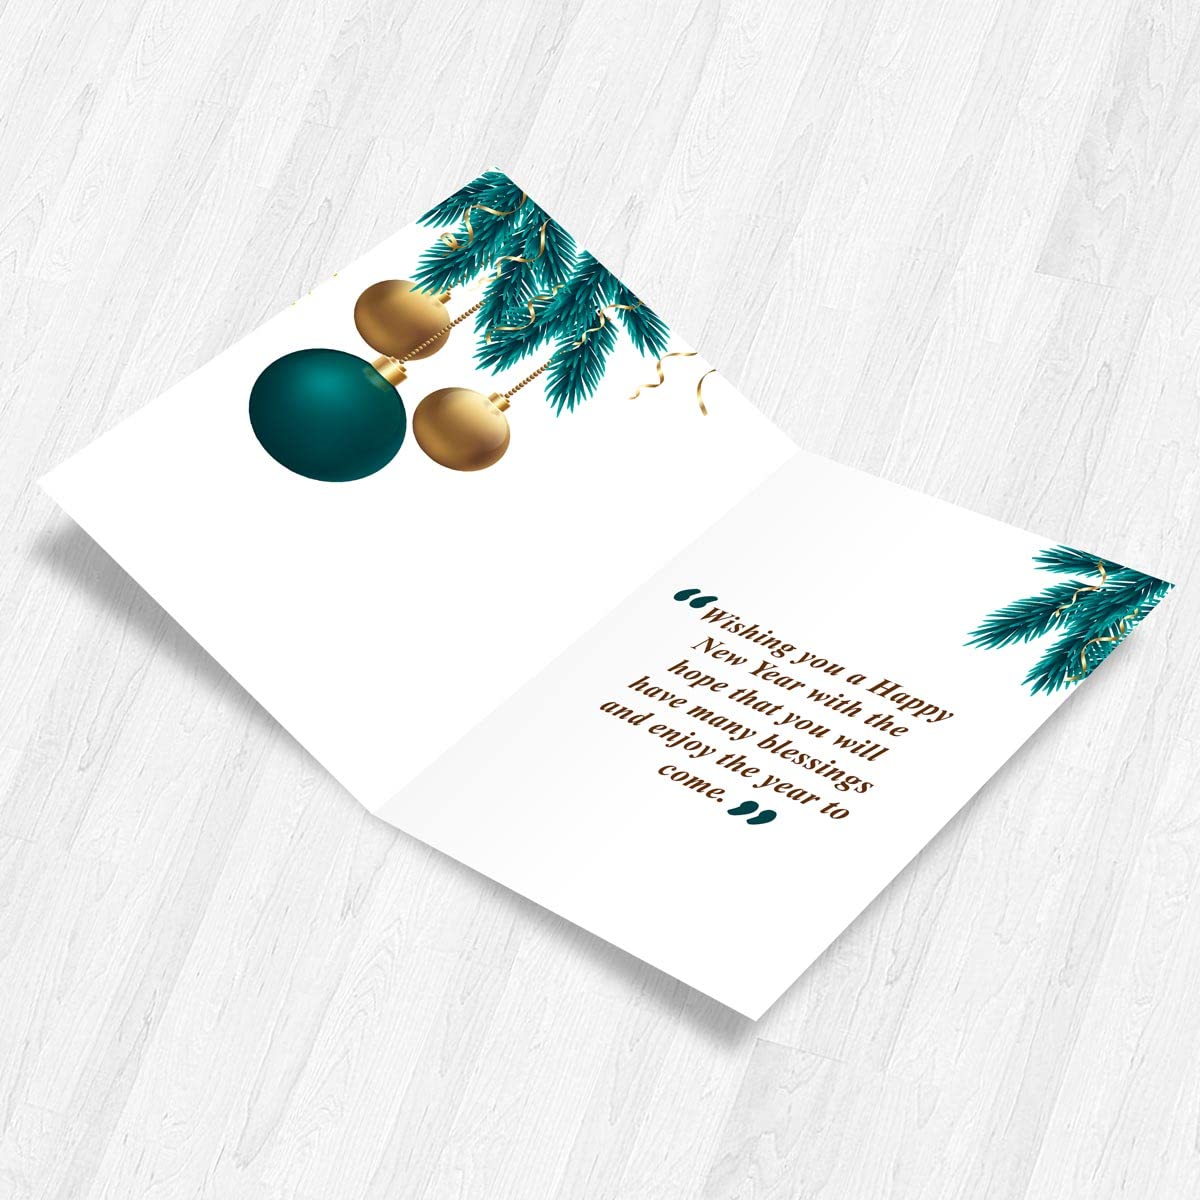 “Wishing you a Happy
New Year with the
hope that you will
have many blessings
and enjoy the year to
come.”